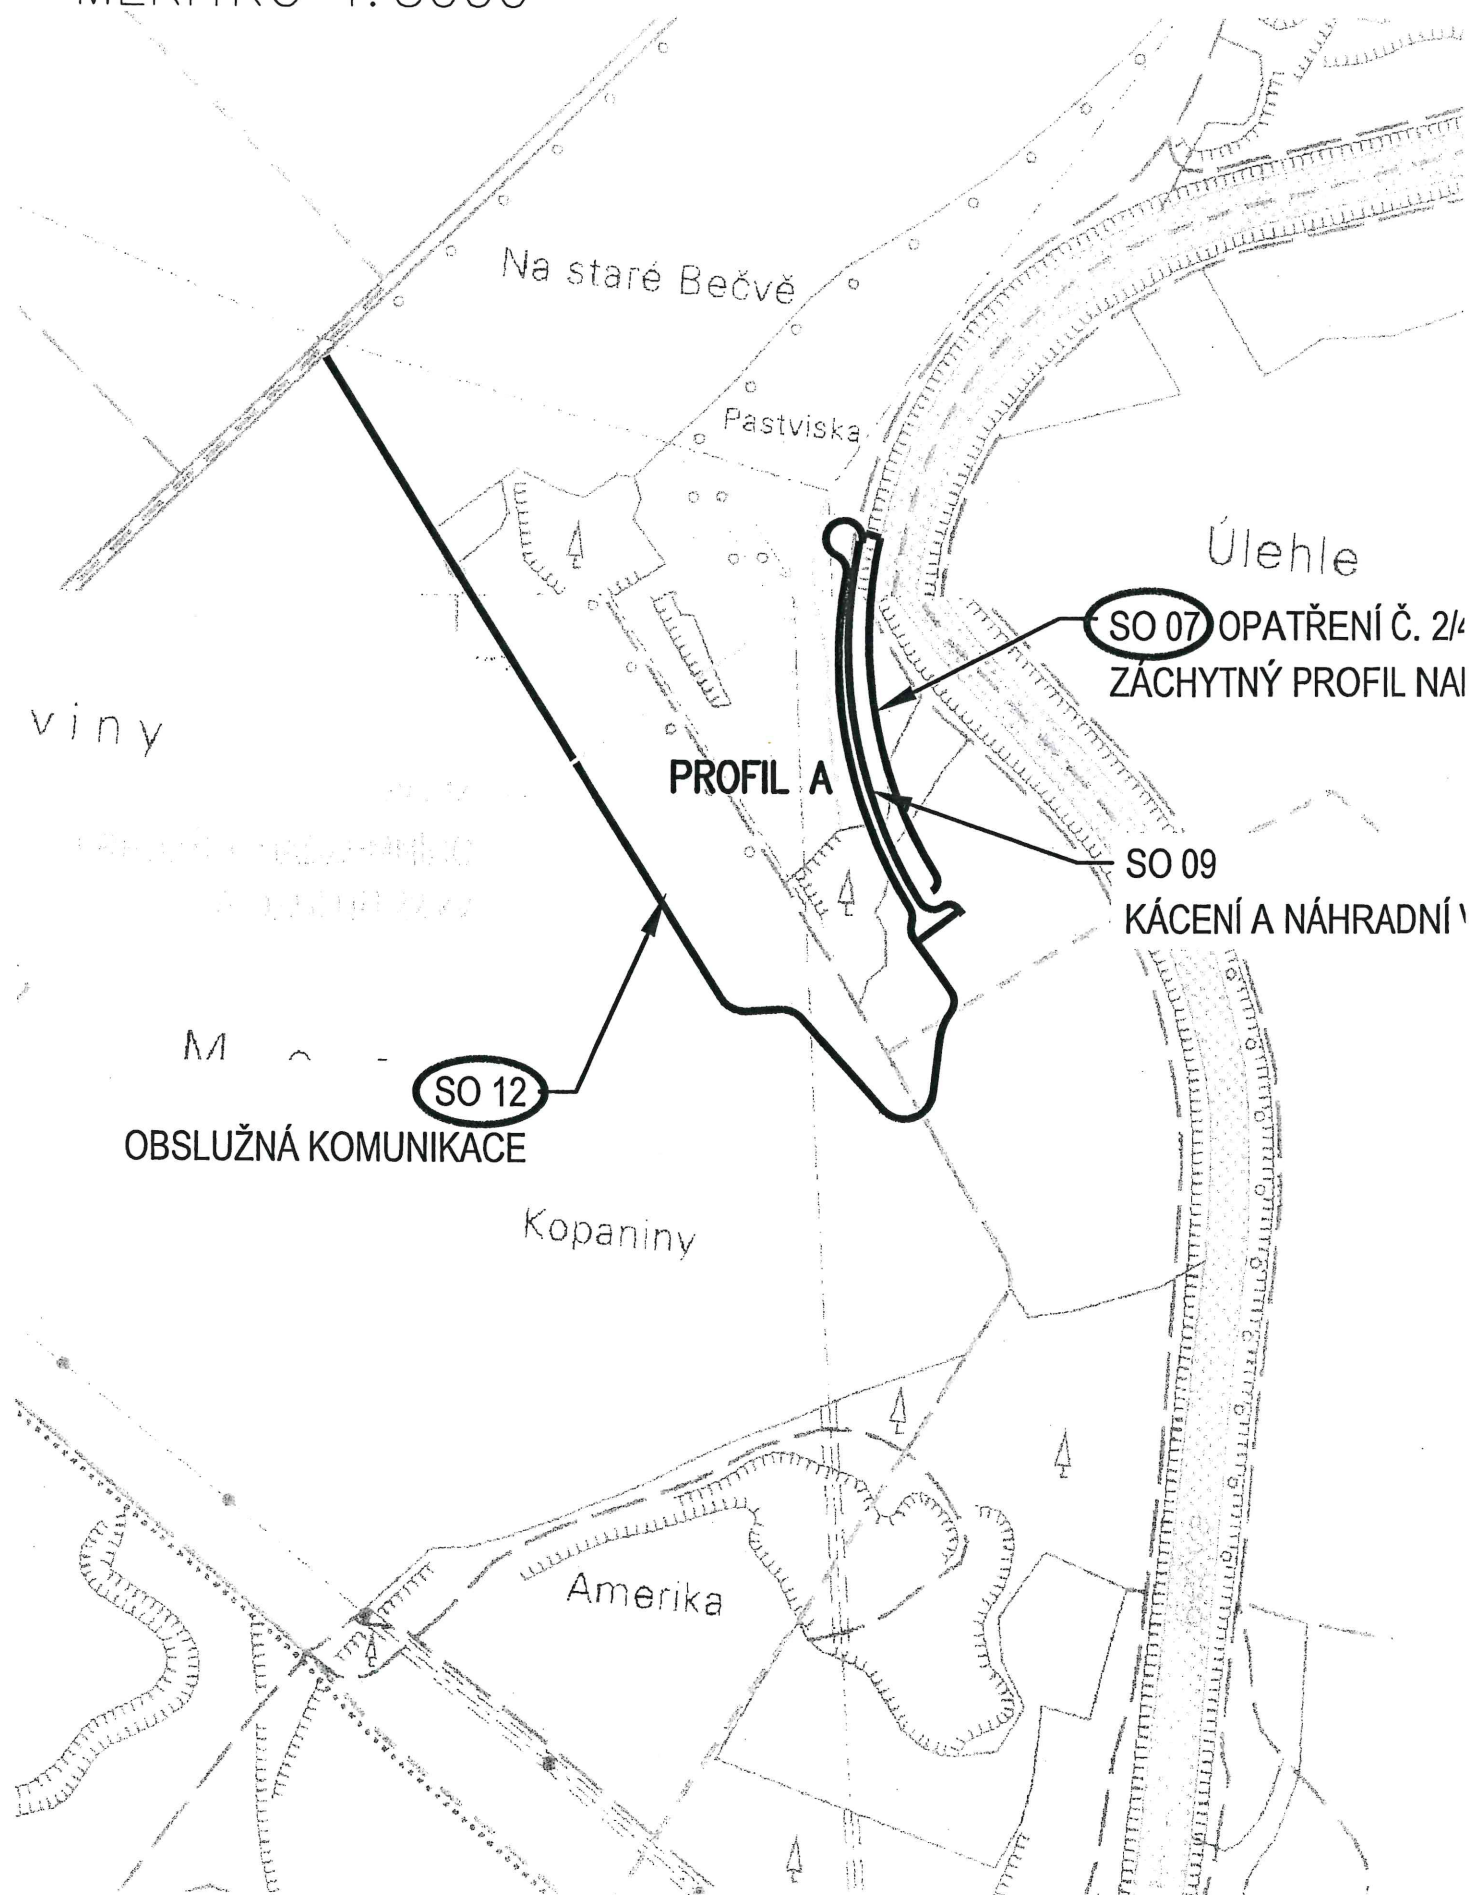 Na staré Bečvě
Pastviska
Úlehle
SO 07 OPATŘENÍ Č. 2/4
ZÁCHYTNÝ PROFIL NA
viny
PROFIL A
SO 09
KÁCENÍ A NÁHRADNÍ
M
SO 12
OBSLUŽNÁ KOMUNIKACE
Kopaniny
Amerika